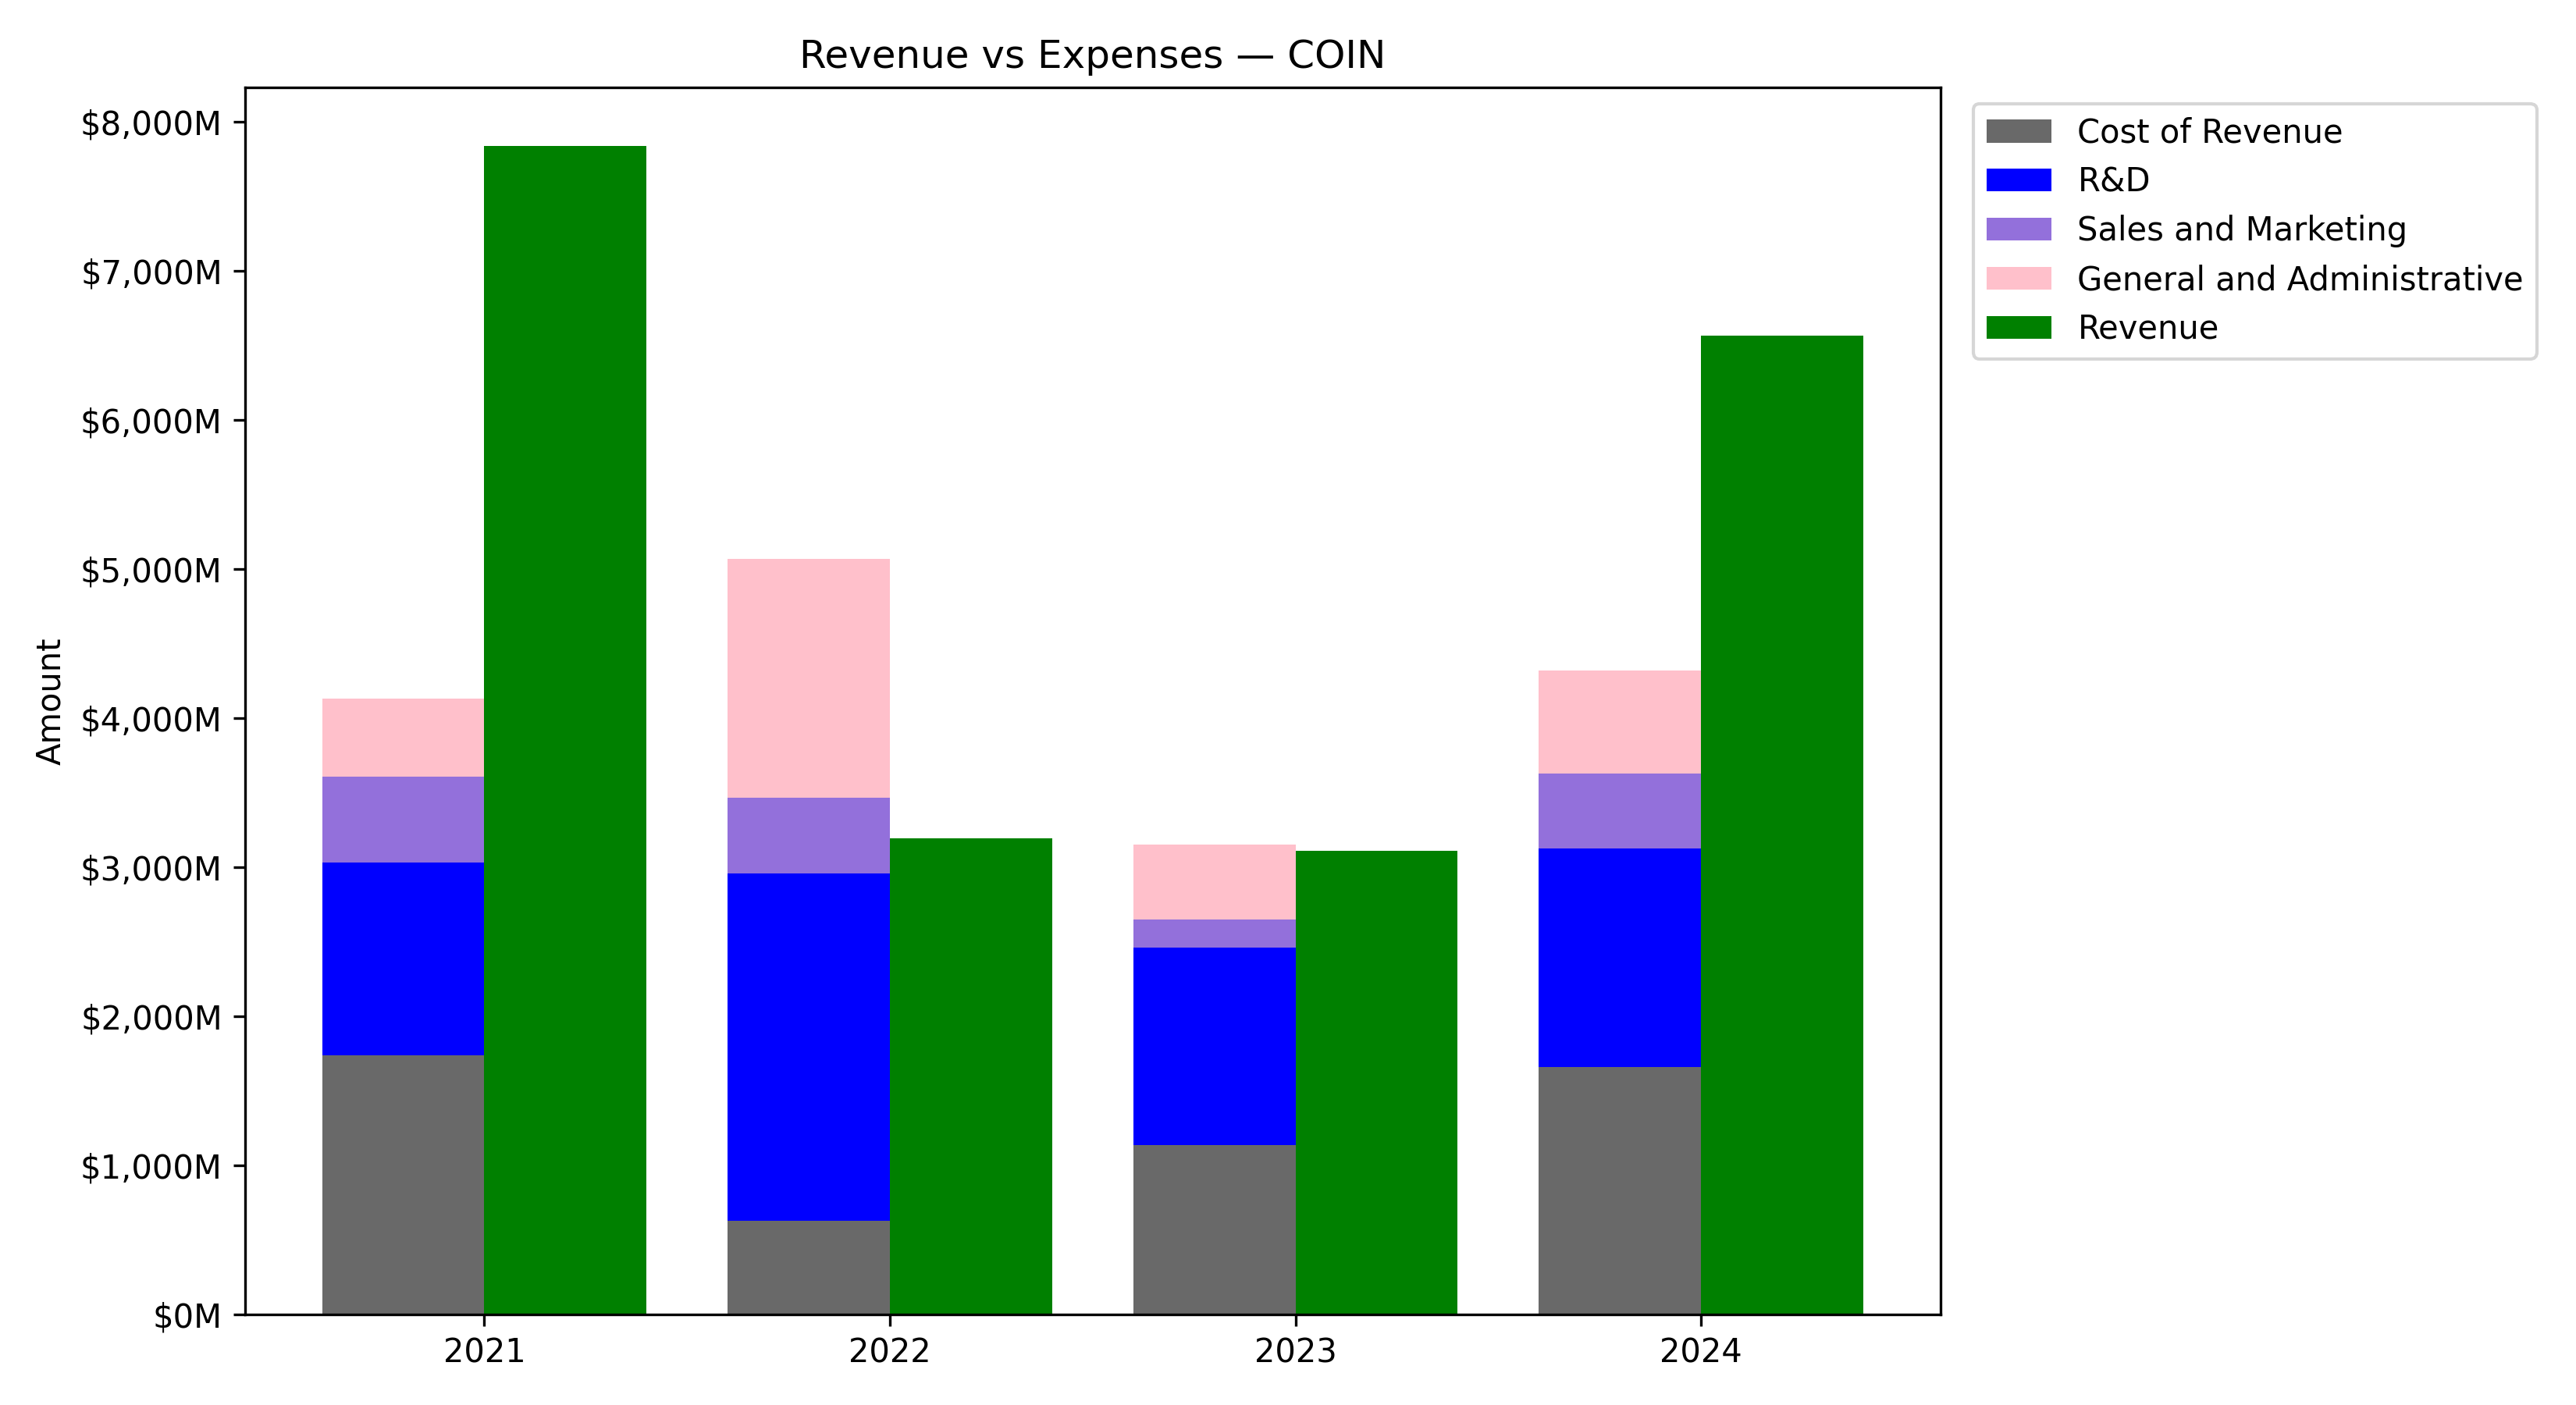 Revenue vs Expenses — COIN
$8,000M
$7,000M
$6,000M
$5,000M
$4,000M
$3,000M
$2,000M
$1,000M
$0M
Amount
2021
2022
2023
2024
Cost of Revenue
R&D
Sales and Marketing
General and Administrative
Revenue